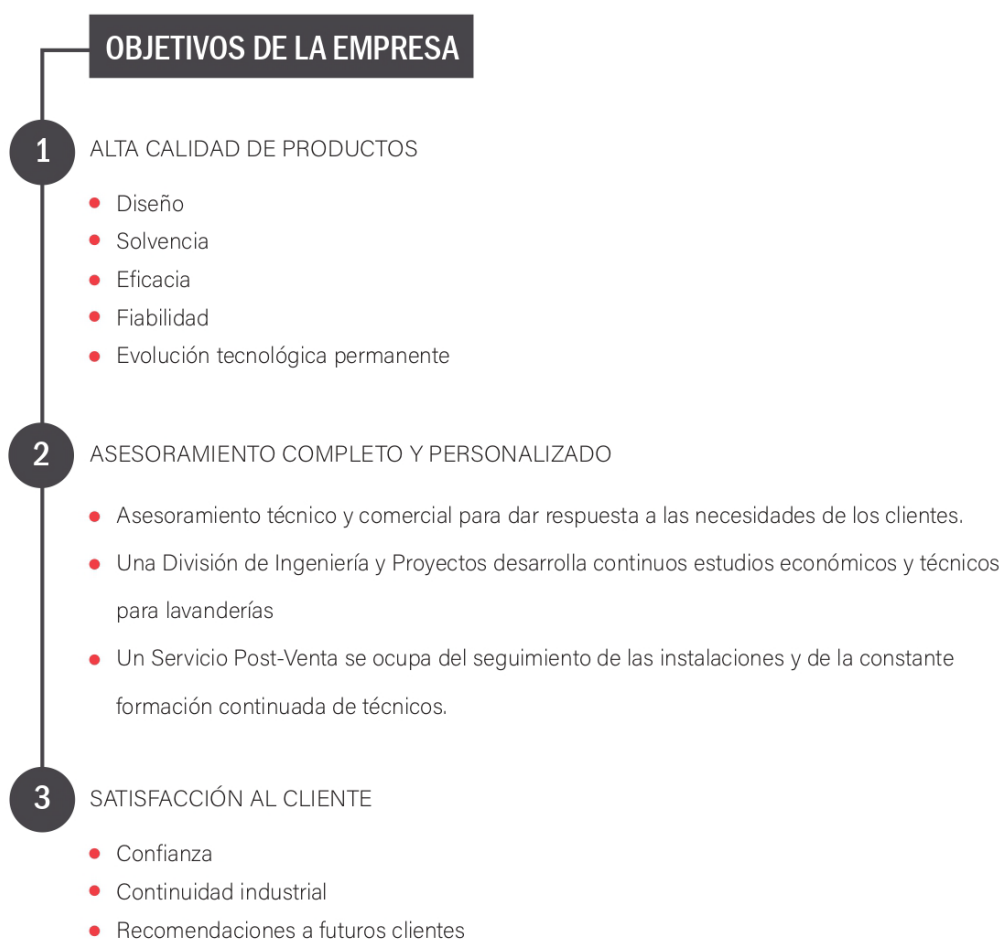 OBJETIVOS DE LA EMPRESA
1 ALTA CALIDAD DE PRODUCTOS
• Diseño
• Solvencia
• Eficacia
• Fiabilidad
• Evolución tecnológica permanente
2 ASESORAMIENTO COMPLETO Y PERSONALIZADO
• Asesoramiento técnico y comercial para dar respuesta a las necesidades de los clientes.
• Una División de Ingeniería y Proyectos desarrolla continuos estudios económicos y técnicos
para lavanderías
• Un Servicio Post-Venta se ocupa del seguimiento de las instalaciones y de la constante
formación continuada de técnicos.
3 SATISFACCIÓN AL CLIENTE
• Confianza
• Continuidad industrial
• Recomendaciones a futuros clientes